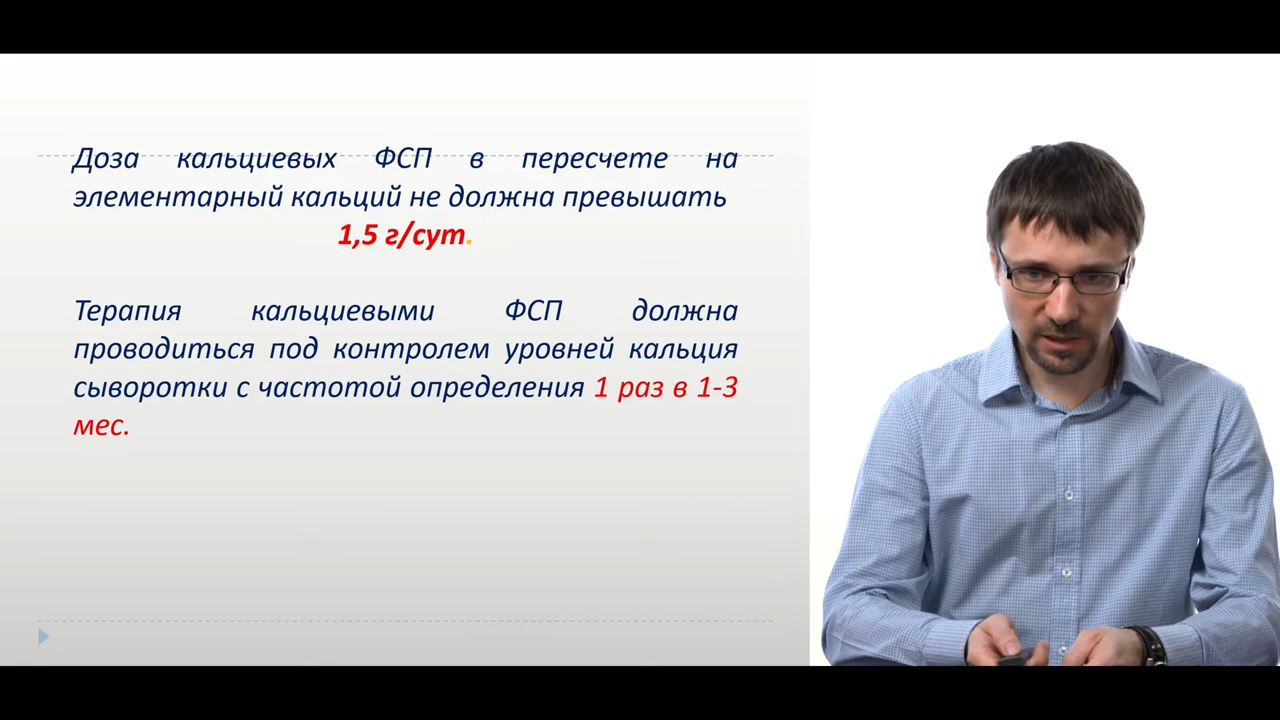 Доза кальциевых ФСП в пересчете на
элементарный кальций не должна превышать
1,5 г/сут.
Терапия кальциевыми ФСП должна
проводиться под контролем уровней кальция
сыворотки с частотой определения 1 раз в 1-3
мес.